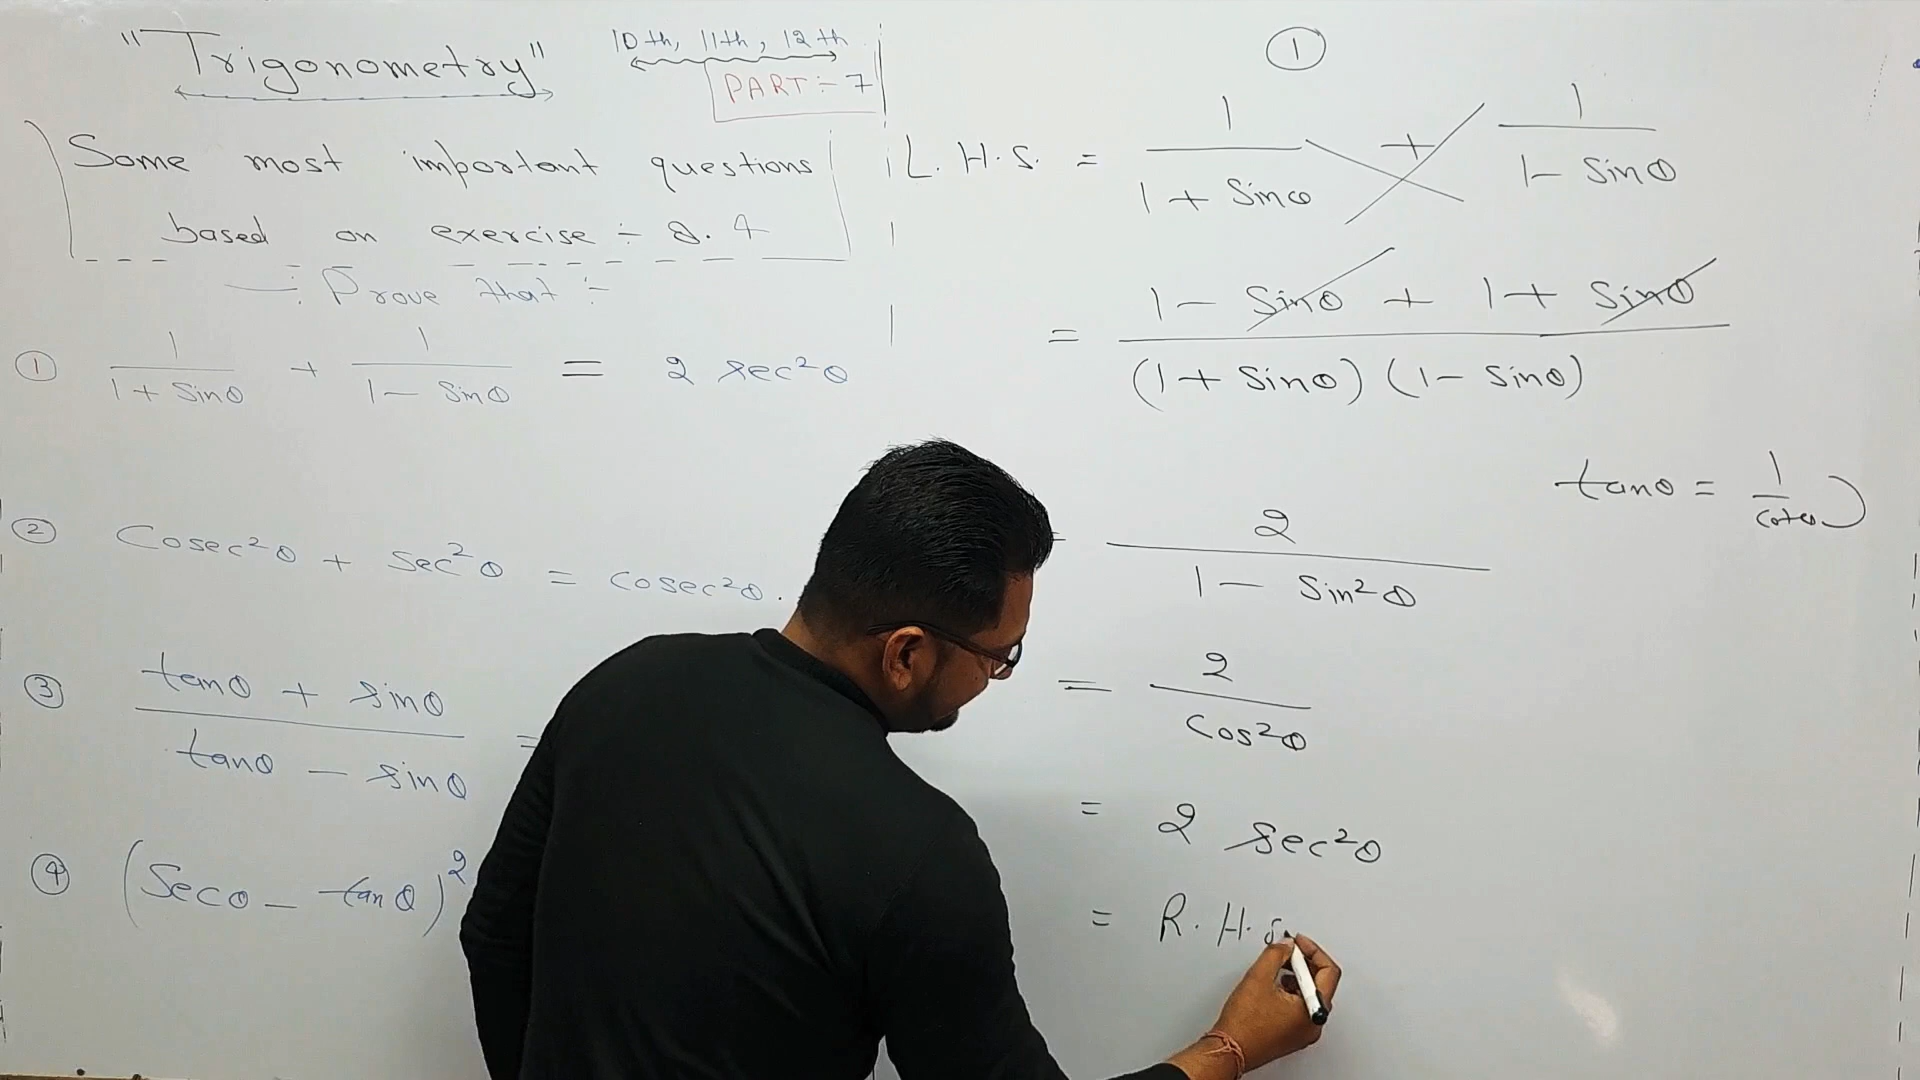 "Trigonometry"
10th, 11th, 12th
PART :- 7
Some most important questions
based on exercise :- 8.4
—: Prove that :-
① 1/(1 + Sinθ) + 1/(1 - Sinθ) = 2 sec²θ
② Cosec²θ + Sec²θ = cosec²θ.
③ (tanθ + sinθ)/(tanθ - sinθ) =
④ (Secθ - tanθ)²
①
L.H.S. = 1/(1 + Sinθ) + 1/(1 - Sinθ)
= (1 - Sinθ + 1 + Sinθ)/((1 + Sinθ)(1 - Sinθ))
tanθ = 1/cotθ)
= 2/(1 - Sin²θ)
= 2/Cos²θ
= 2 sec²θ
= R.H.S